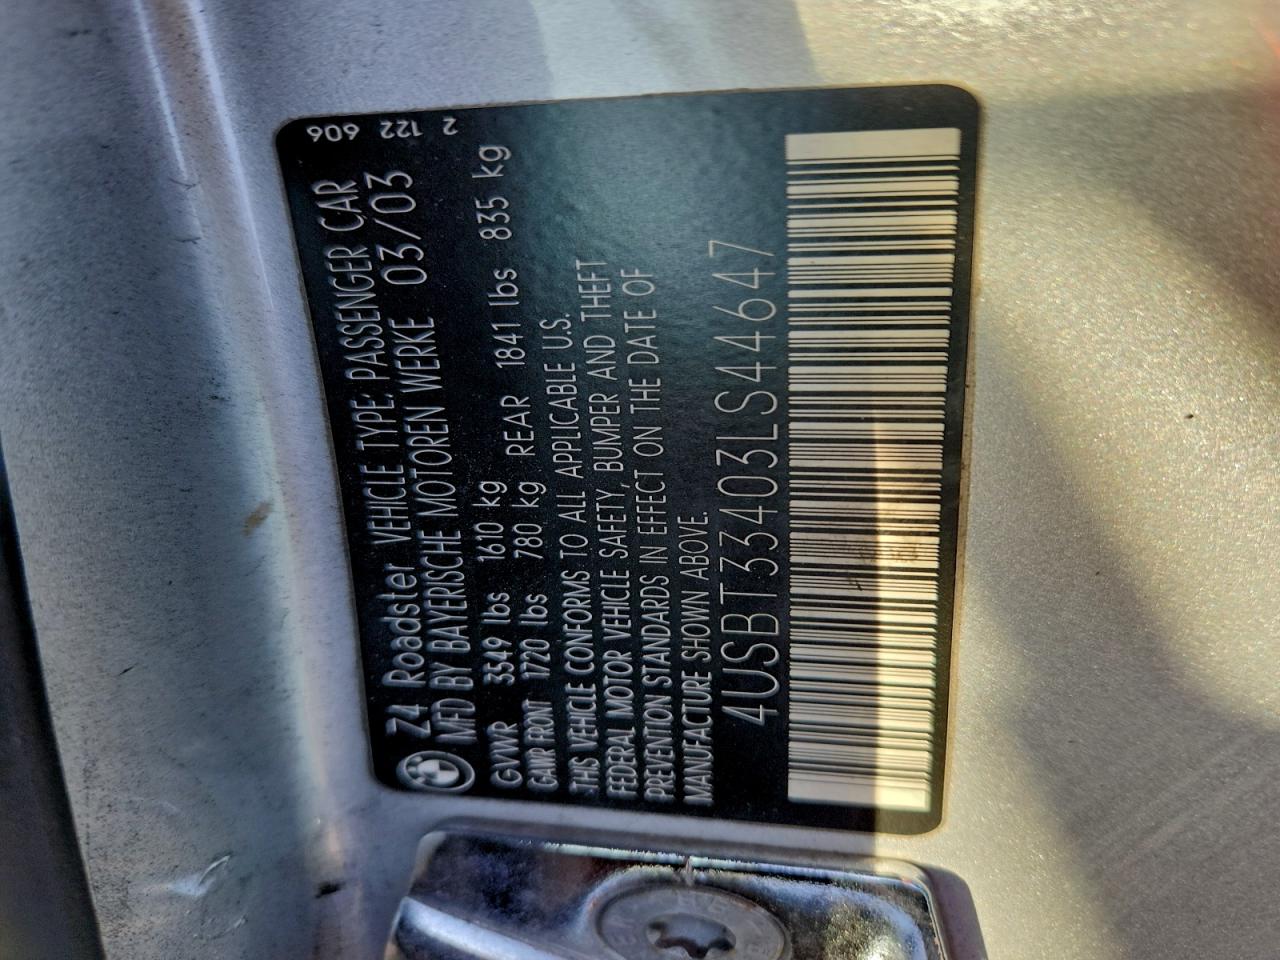 Z4 Roadster VEHICLE TYPE: PASSENGER CAR
MFD BY BAYERISCHE MOTOREN WERKE 03/03
GVWR 3549 lbs 1610 kg
GAWR FRONT 1720 lbs 780 kg REAR 1841 lbs 835 kg
THIS VEHICLE CONFORMS TO ALL APPLICABLE U.S.
FEDERAL MOTOR VEHICLE SAFETY, BUMPER AND THEFT
PREVENTION STANDARDS IN EFFECT ON THE DATE OF
MANUFACTURE SHOWN ABOVE.
4USBT33403LS44647
2 122 606